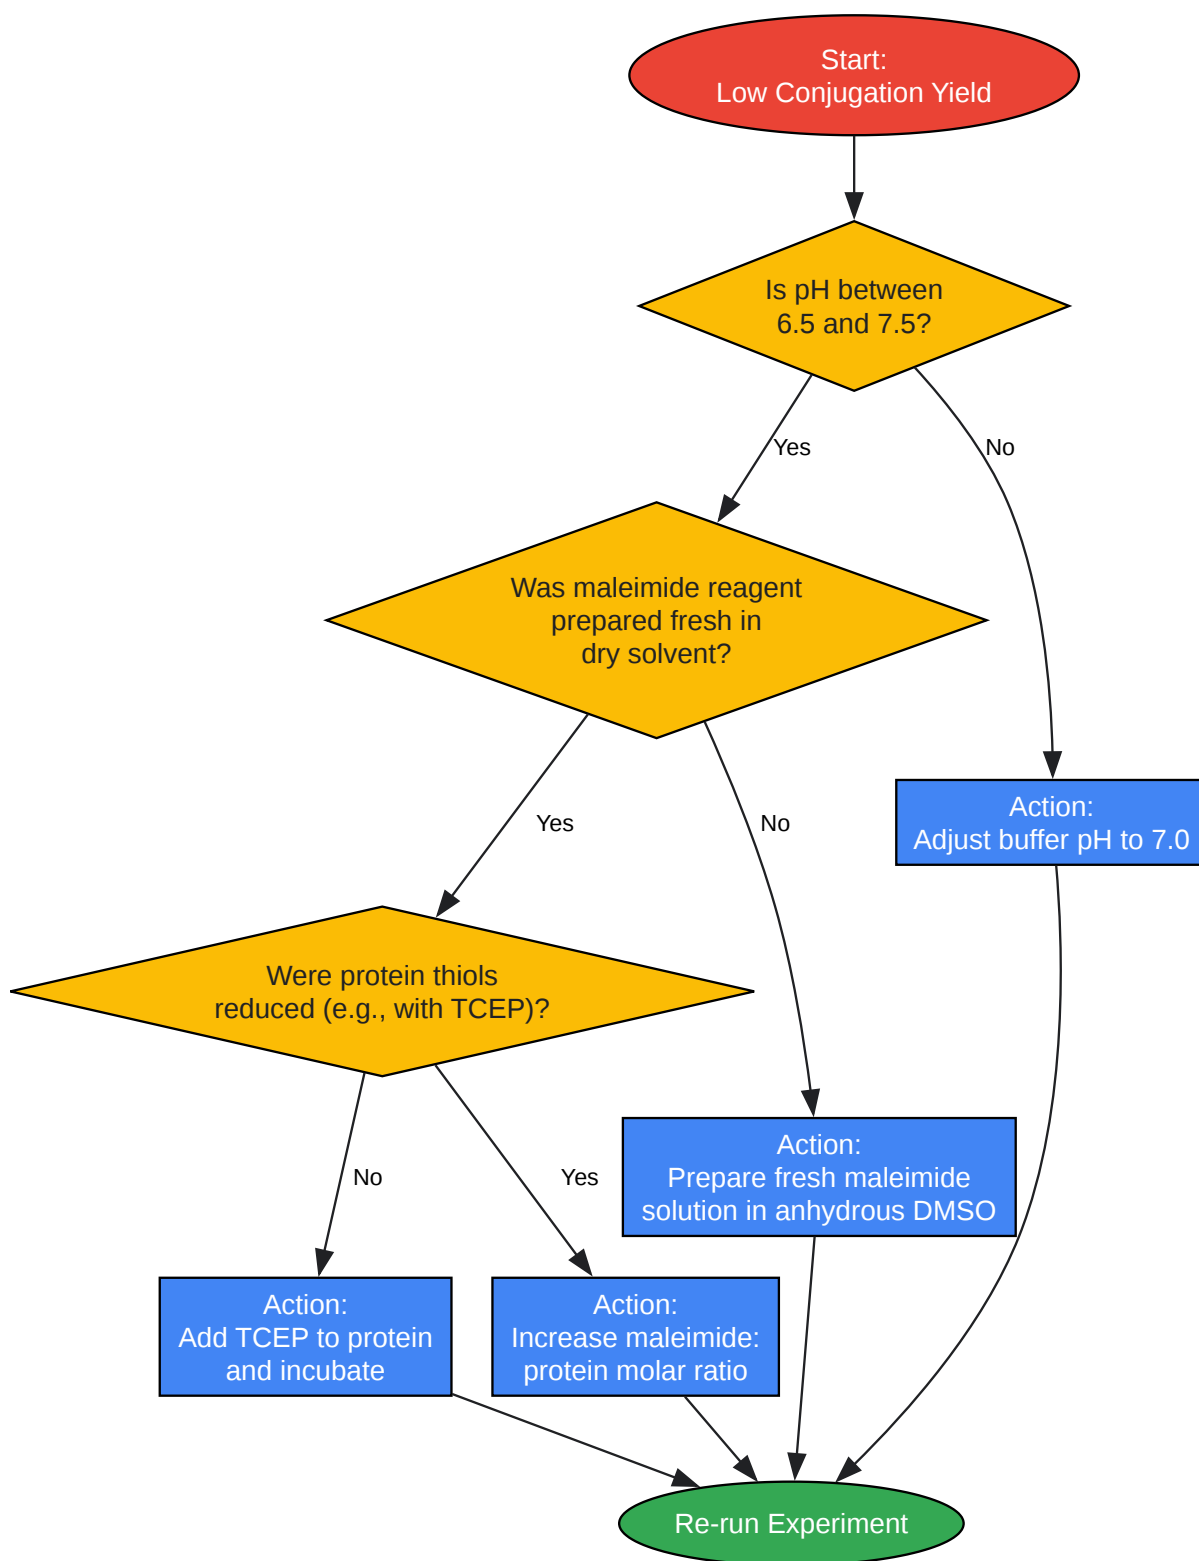 Start:
Low Conjugation Yield
Is pH between
6.5 and 7.5?
Yes
No
Was maleimide reagent
prepared fresh in
dry solvent?
Yes
No
Action:
Adjust buffer pH to 7.0
Were protein thiols
reduced (e.g., with TCEP)?
No
Yes
Action:
Prepare fresh maleimide
solution in anhydrous DMSO
Action:
Add TCEP to protein
and incubate
Action:
Increase maleimide:
protein molar ratio
Re-run Experiment